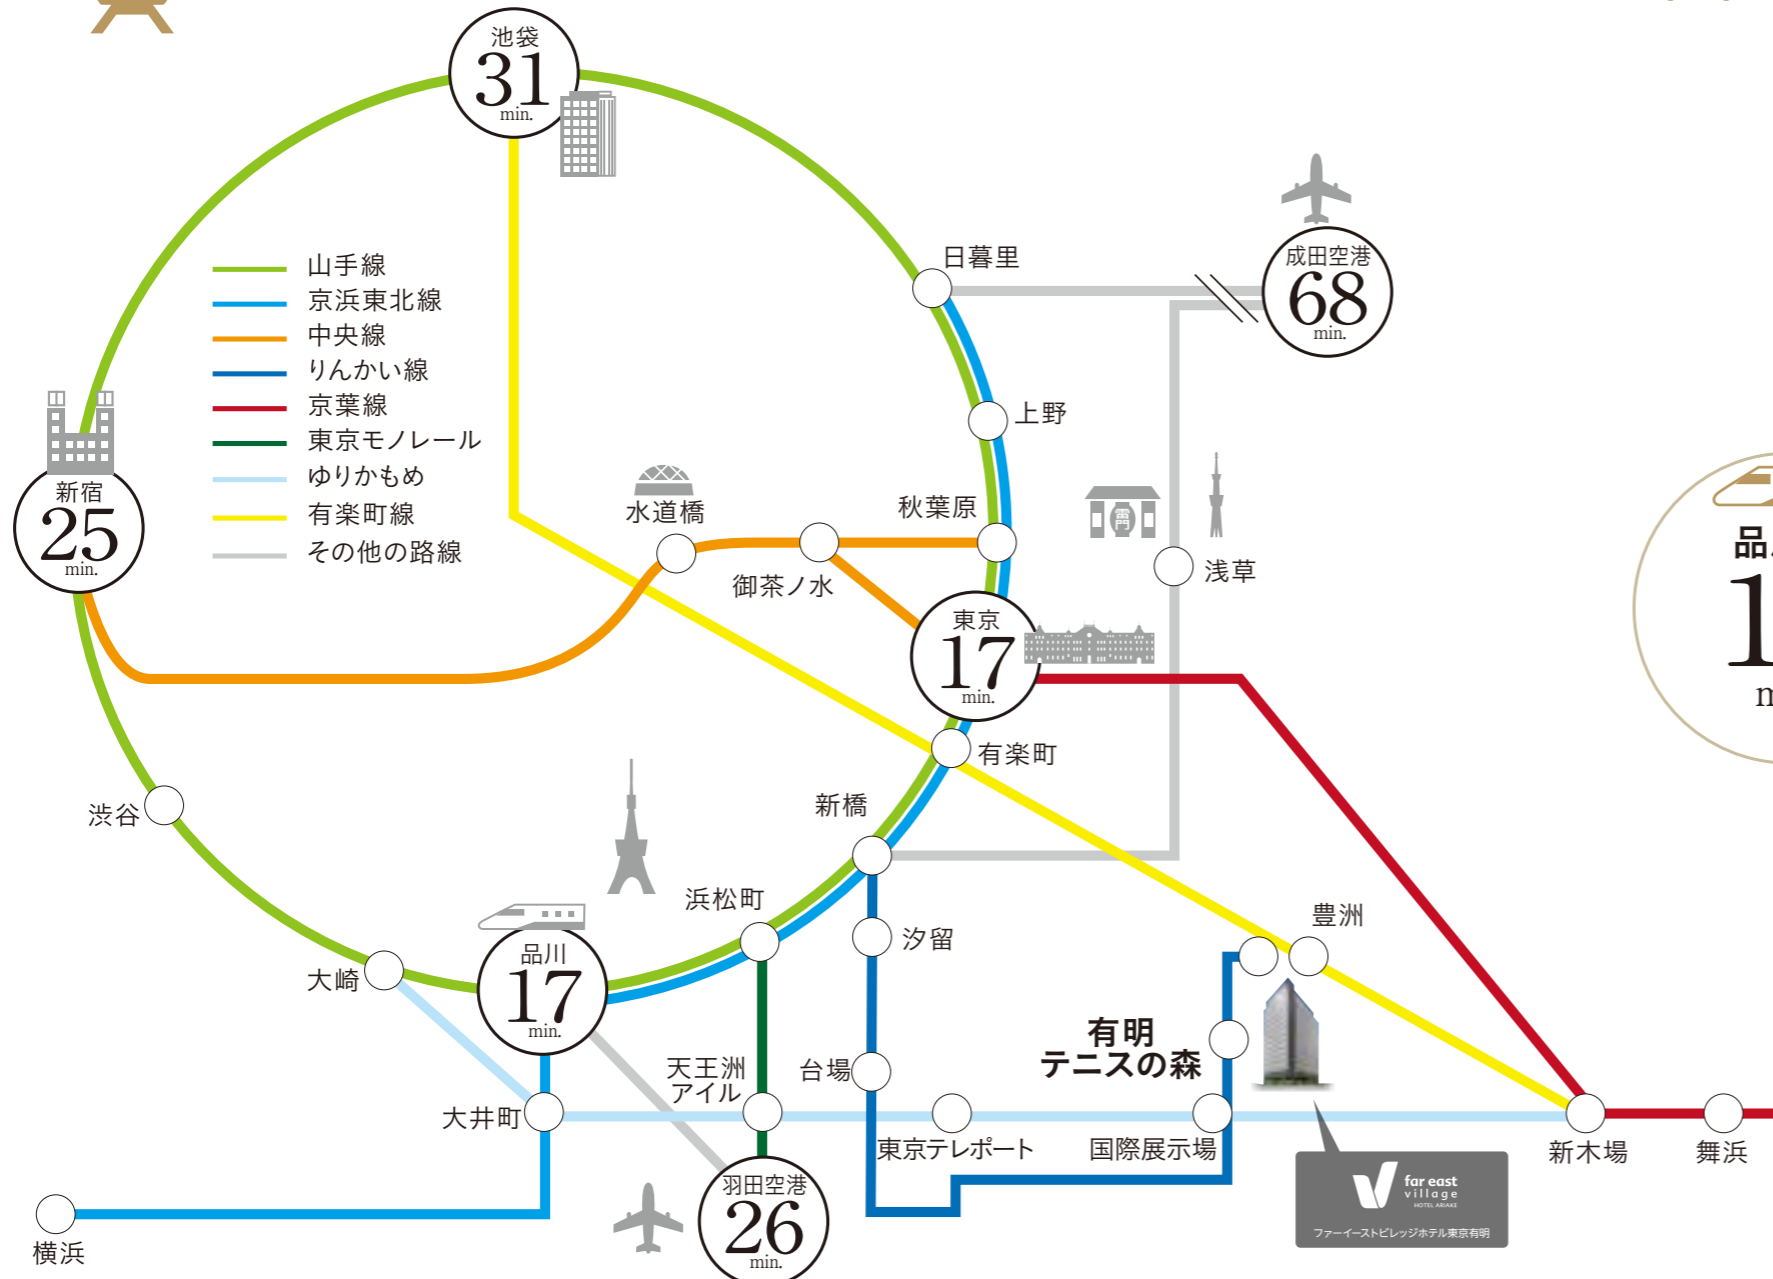 池袋
31
min.
日暮里
成田空港
68
min.
山手線
京浜東北線
中央線
りんかい線
京葉線
東京モノレール
ゆりかもめ
有楽町線
その他の路線
上野
新宿
25
min.
水道橋
秋葉原
雷門
御茶ノ水
浅草
東京
17
min.
有楽町
新橋
渋谷
浜松町
豊洲
汐留
大崎
品川
17
min.
有明
テニスの森
天王洲
アイル
台場
大井町
東京テレポート
国際展示場
新木場
舞浜
羽田空港
26
min.
横浜
far east
village
HOTEL ARIAKE
ファーイーストビレッジホテル東京有明
品
1